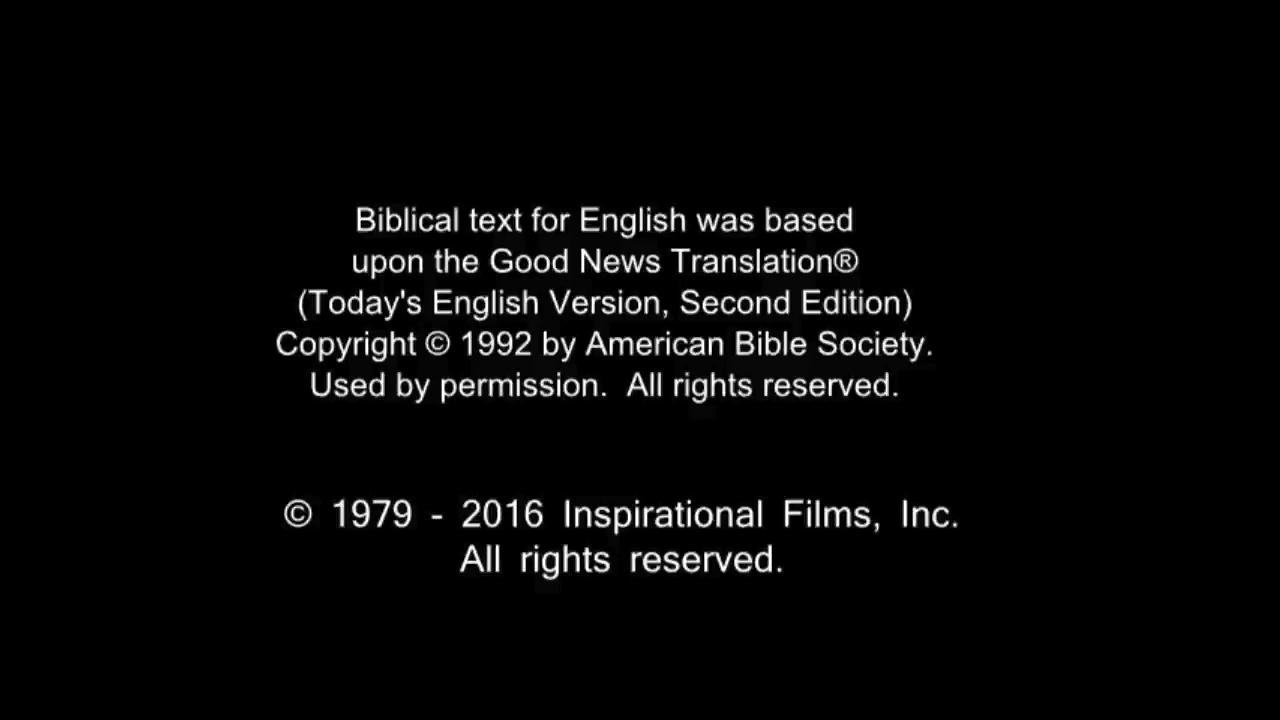 Biblical text for English was based
upon the Good News Translation®
(Today's English Version, Second Edition)
Copyright © 1992 by American Bible Society.
Used by permission.  All rights reserved.
© 1979 - 2016 Inspirational Films, Inc.
All rights reserved.